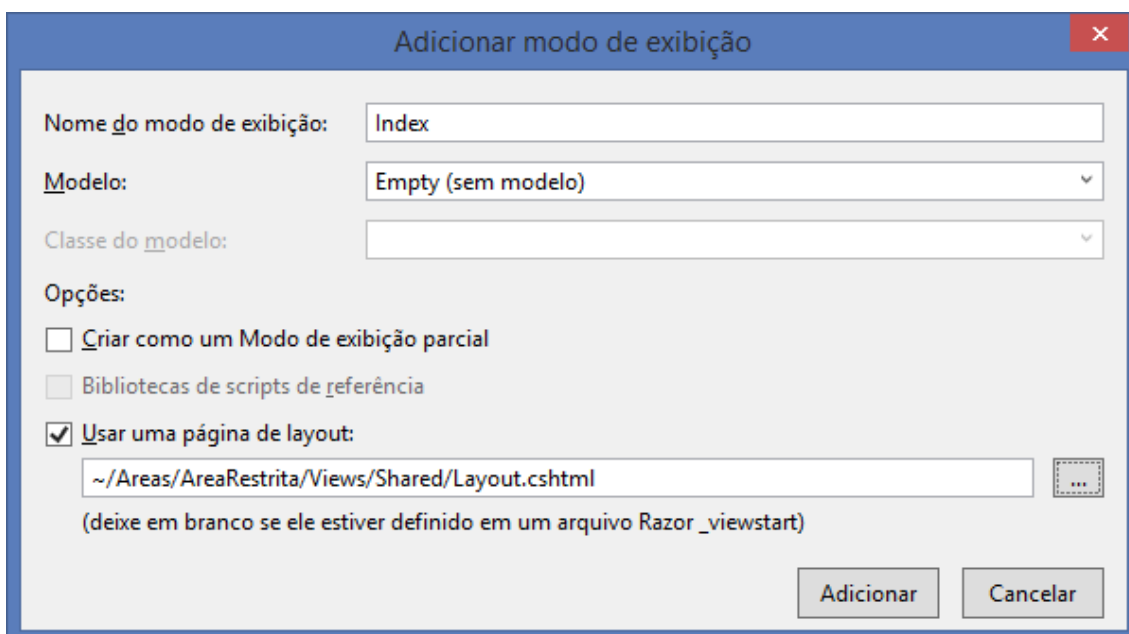 Adicionar modo de exibição
Nome do modo de exibição: Index
Modelo: Empty (sem modelo)
Classe do modelo:
Opções:
Criar como um Modo de exibição parcial
Bibliotecas de scripts de referência
Usar uma página de layout:
~/Areas/AreaRestrita/Views/Shared/Layout.cshtml ...
(deixe em branco se ele estiver definido em um arquivo Razor _viewstart)
Adicionar Cancelar